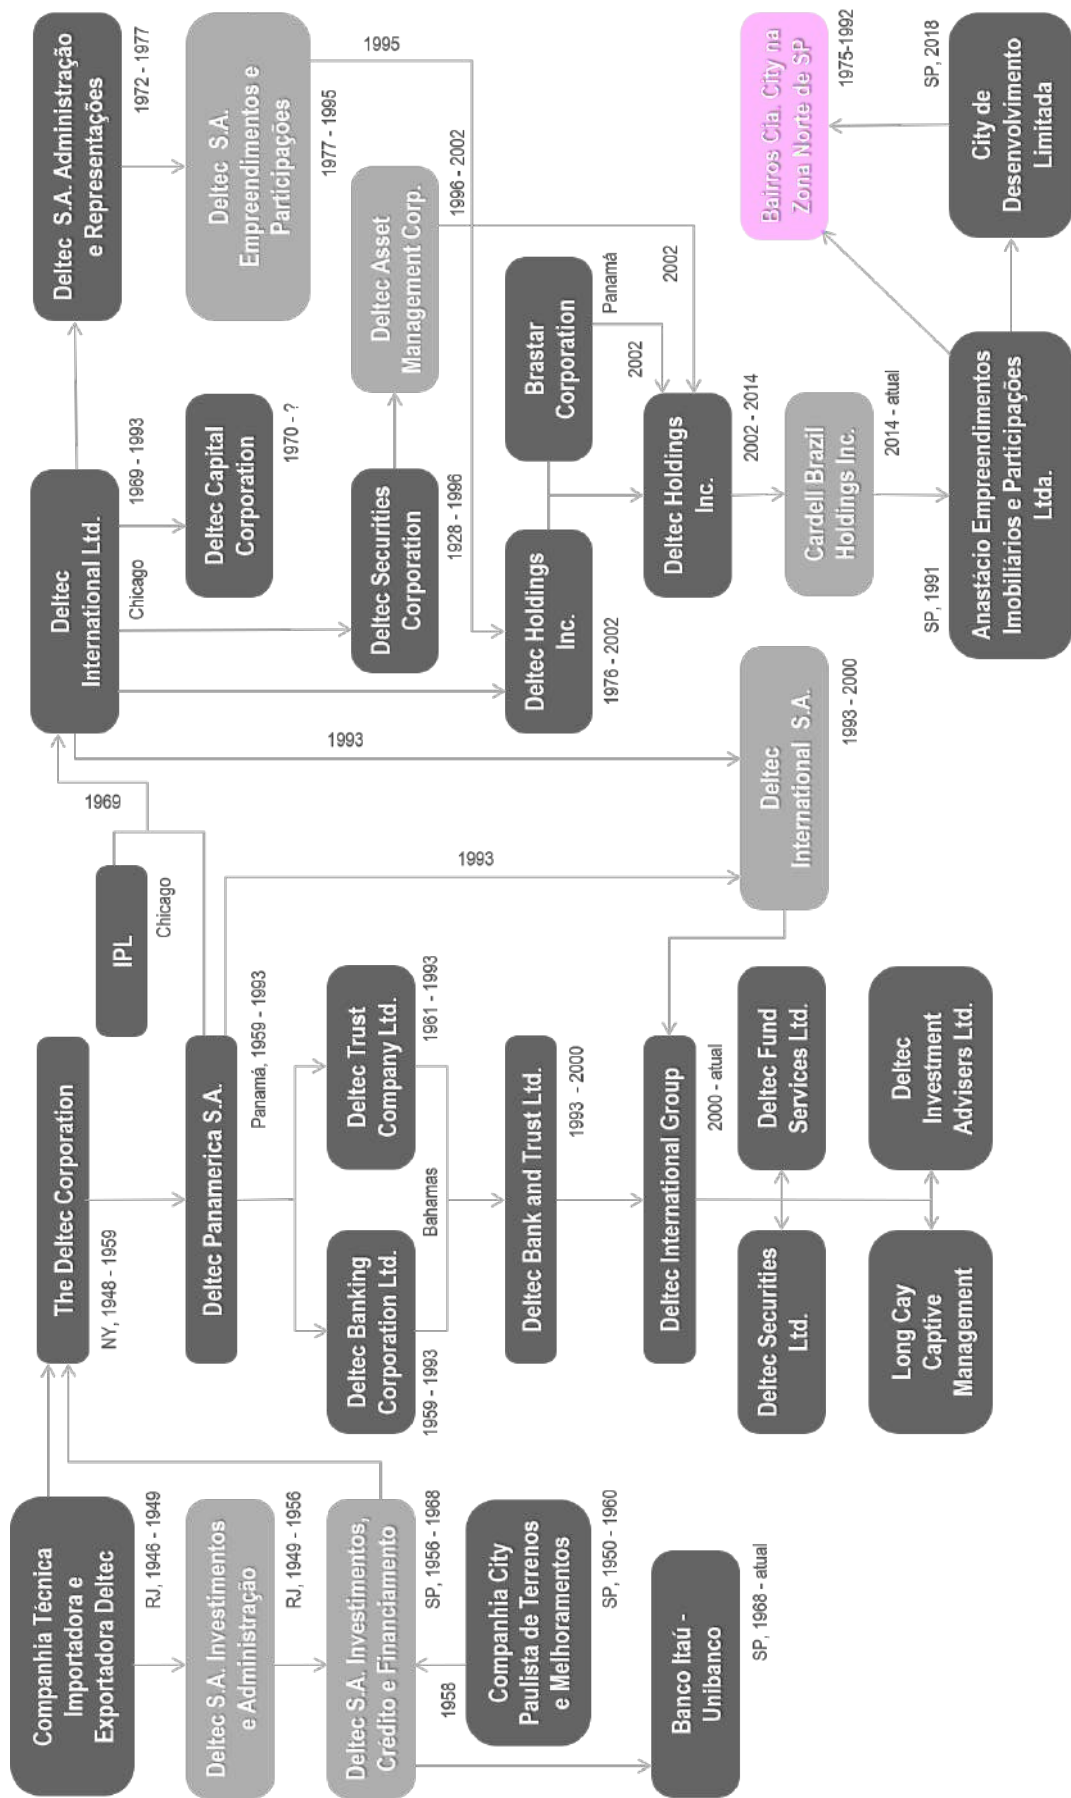 Companhia Técnica
Importadora e
Exportadora Deltec
RJ, 1946 - 1949
Deltec S.A. Investimentos
e Administração
RJ, 1949 - 1956
Deltec S.A. Investimentos,
Crédito e Financiamento
SP, 1956 - 1968
1958
Companhia City
Paulista de Terrenos
e Melhoramentos
SP, 1950 - 1960
Banco Itaú -
Unibanco
SP, 1968 - atual
The Deltec Corporation
NY, 1948 - 1959
IPL
Chicago
1969
Deltec Panamerica S.A.
Panamá, 1959 - 1993
1993
Deltec Banking
Corporation Ltd.
1959 - 1993
Deltec Trust
Company Ltd.
1961 - 1993
Bahamas
Deltec Bank and Trust Ltd.
1993 - 2000
Deltec International Group
2000 - atual
Deltec Securities
Ltd.
Deltec Fund
Services Ltd.
Long Cay
Captive
Management
Deltec
Investment
Advisers Ltd.
Deltec
International Ltd.
Chicago
1969 - 1993
1993
Deltec S.A. Administração
e Representações
1972 - 1977
Deltec Capital
Corporation
1970 - ?
Deltec S.A.
Empreendimentos e
Participações
1977 - 1995
1995
Deltec Securities
Corporation
1928 - 1996
Deltec Asset
Management Corp.
1996 - 2002
Deltec Holdings
Inc.
1976 - 2002
Brastar
Corporation
Panamá
2002
2002
Deltec Holdings
Inc.
2002 - 2014
Deltec
International S.A.
1993 - 2000
Cardell Brazil
Holdings Inc.
2014 - atual
Bairros Cia. City na
Zona Norte de SP
1975-1992
SP, 1991
Anastácio Empreendimentos
Imobiliários e Participações
Ltda.
SP, 2018
City de
Desenvolvimento
Limitada